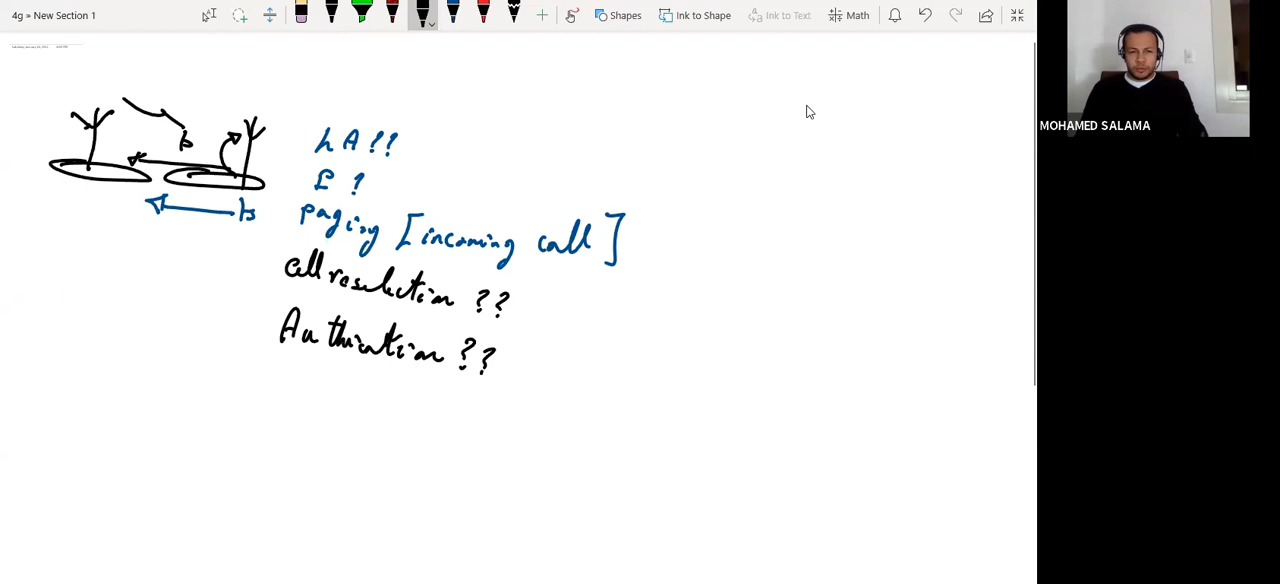 4g » New Section 1
Shapes
Ink to Shape
Ink to Text
Math
MOHAMED SALAMA
LA??
?
paging [incoming call]
cell reselection ??
Authication ??